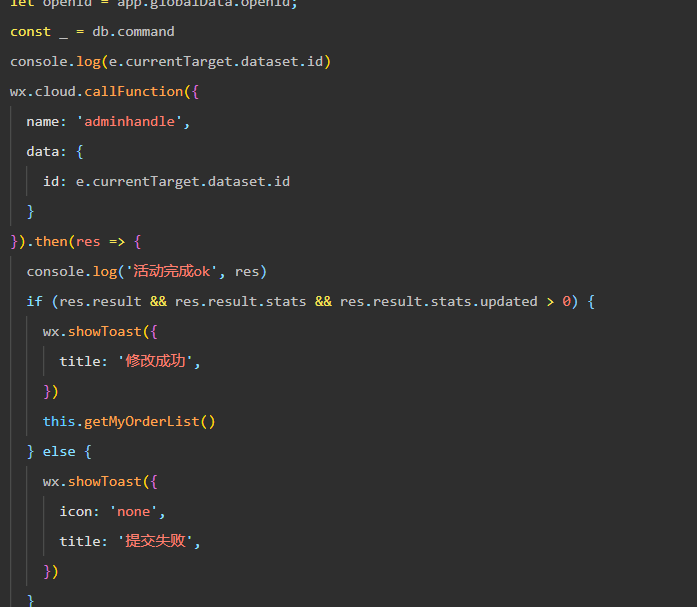 let openid = app.globalData.openid;
const _ = db.command
console.log(e.currentTarget.dataset.id)
wx.cloud.callFunction({
name: 'adminhandle',
data: {
id: e.currentTarget.dataset.id
}
}).then(res => {
console.log('活动完成ok', res)
if (res.result && res.result.stats && res.result.stats.updated > 0) {
wx.showToast({
title: '修改成功',
})
this.getMyOrderList()
} else {
wx.showToast({
icon: 'none',
title: '提交失败',
})
}